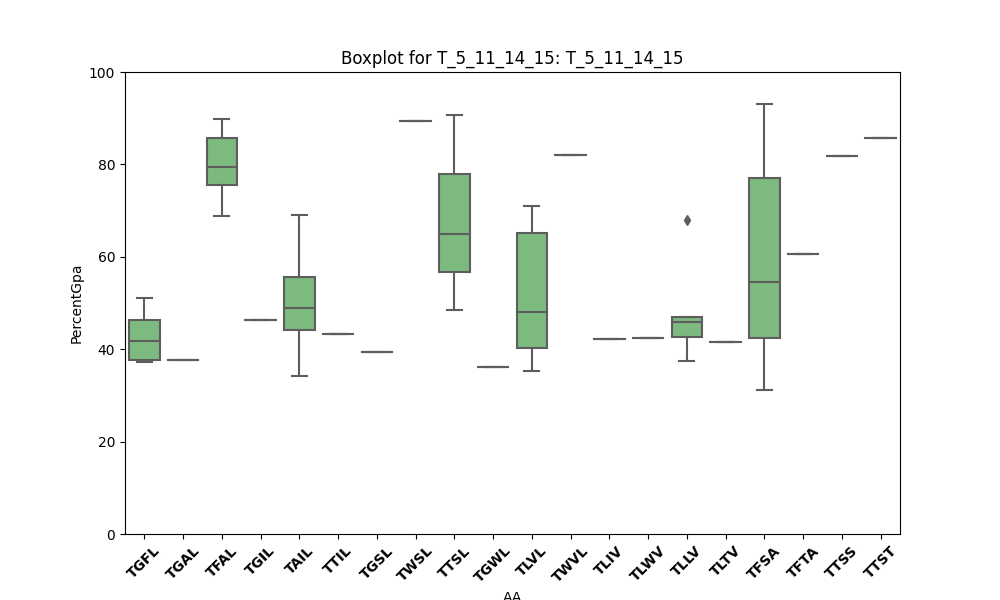 Boxplot for T_5_11_14_15: T_5_11_14_15
100
80
60
40
20
0
PercentGpa
TGFL
TGAL
TFAL
TGIL
TAIL
TTIL
TGSL
TWSL
TTSL
TGWL
TLVL
TWVL
TLIV
TLWV
TLLV
TLTV
TFSA
TFTA
TTSS
TTST
AA